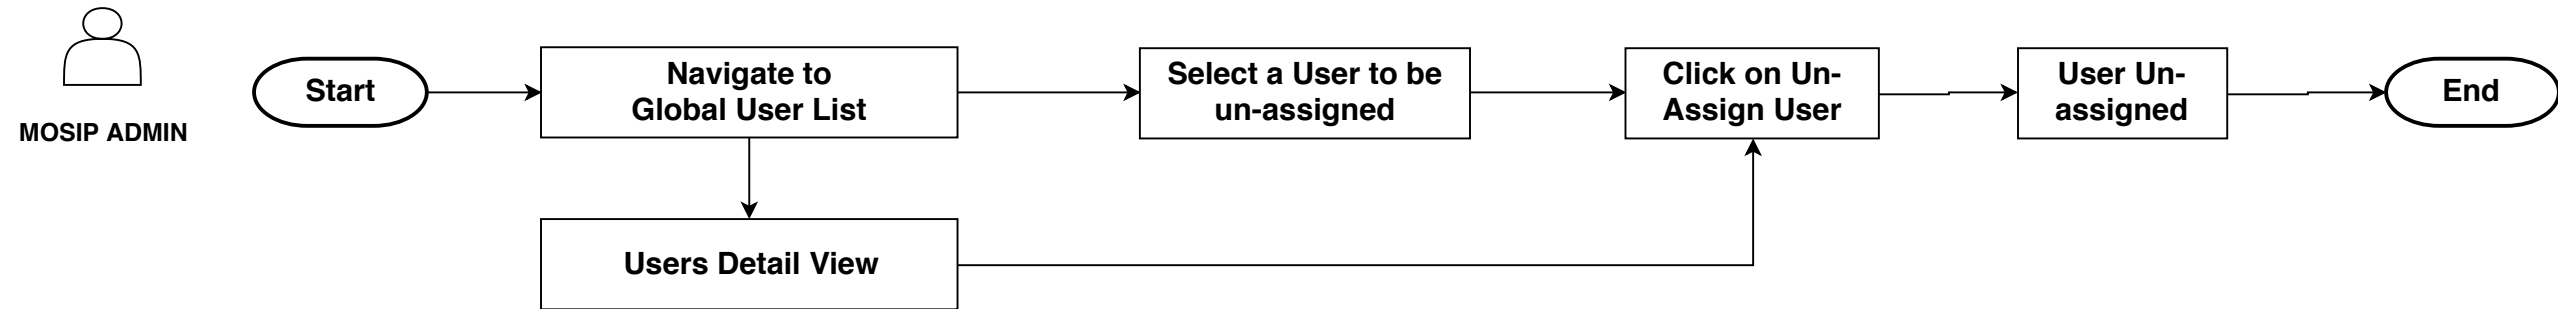 MOSIP ADMIN
Start
Navigate to
Global User List
Select a User to be
un-assigned
Click on Un-
Assign User
User Un-
assigned
End
Users Detail View